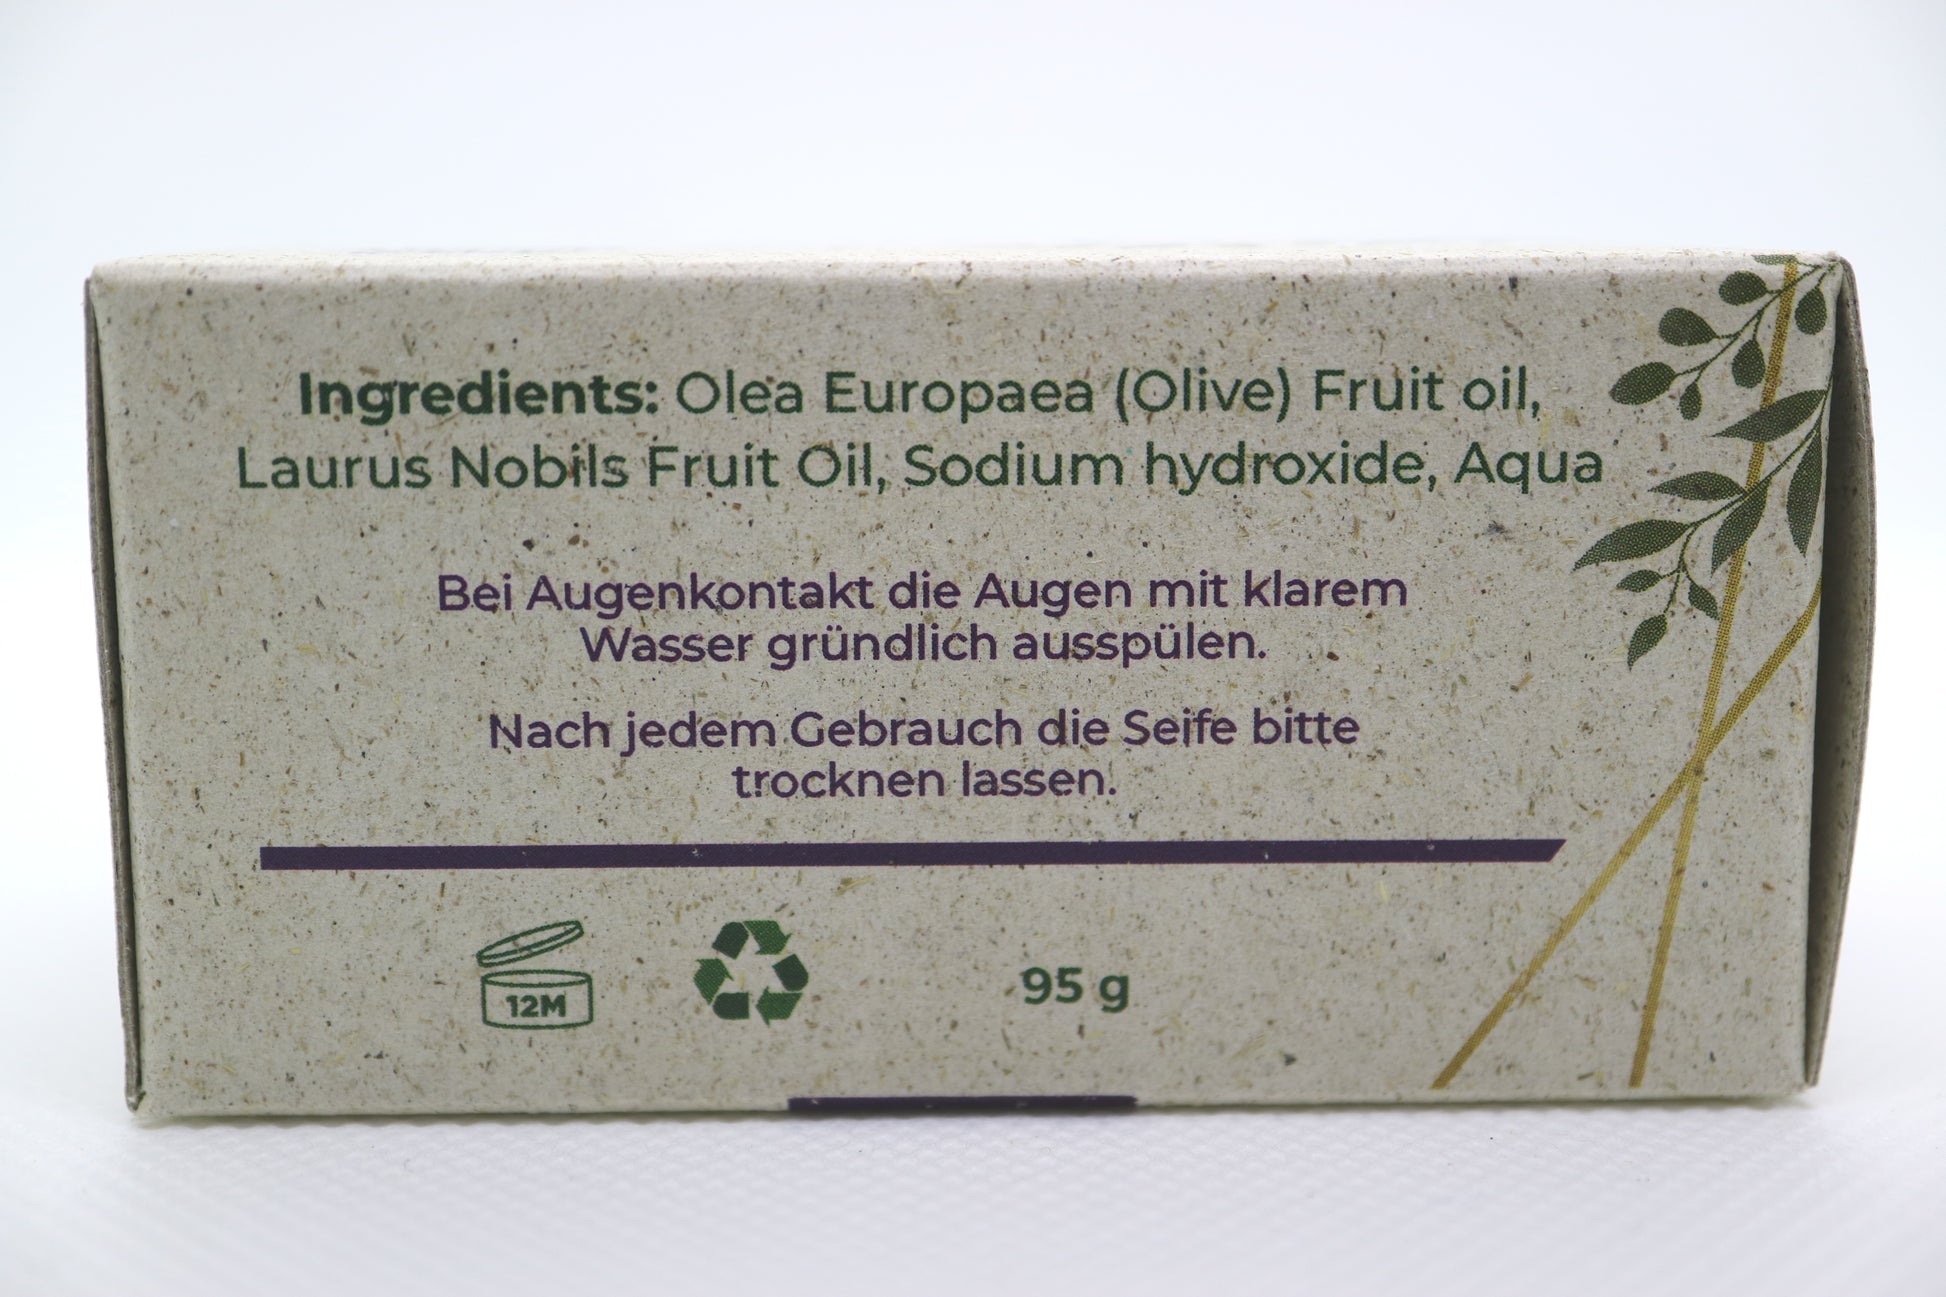 Ingredients: Olea Europaea (Olive) Fruit oil,
Laurus Nobils Fruit Oil, Sodium hydroxide, Aqua
Bei Augenkontakt die Augen mit klarem
Wasser gründlich ausspülen.
Nach jedem Gebrauch die Seife bitte
trocknen lassen.
12M
95 g